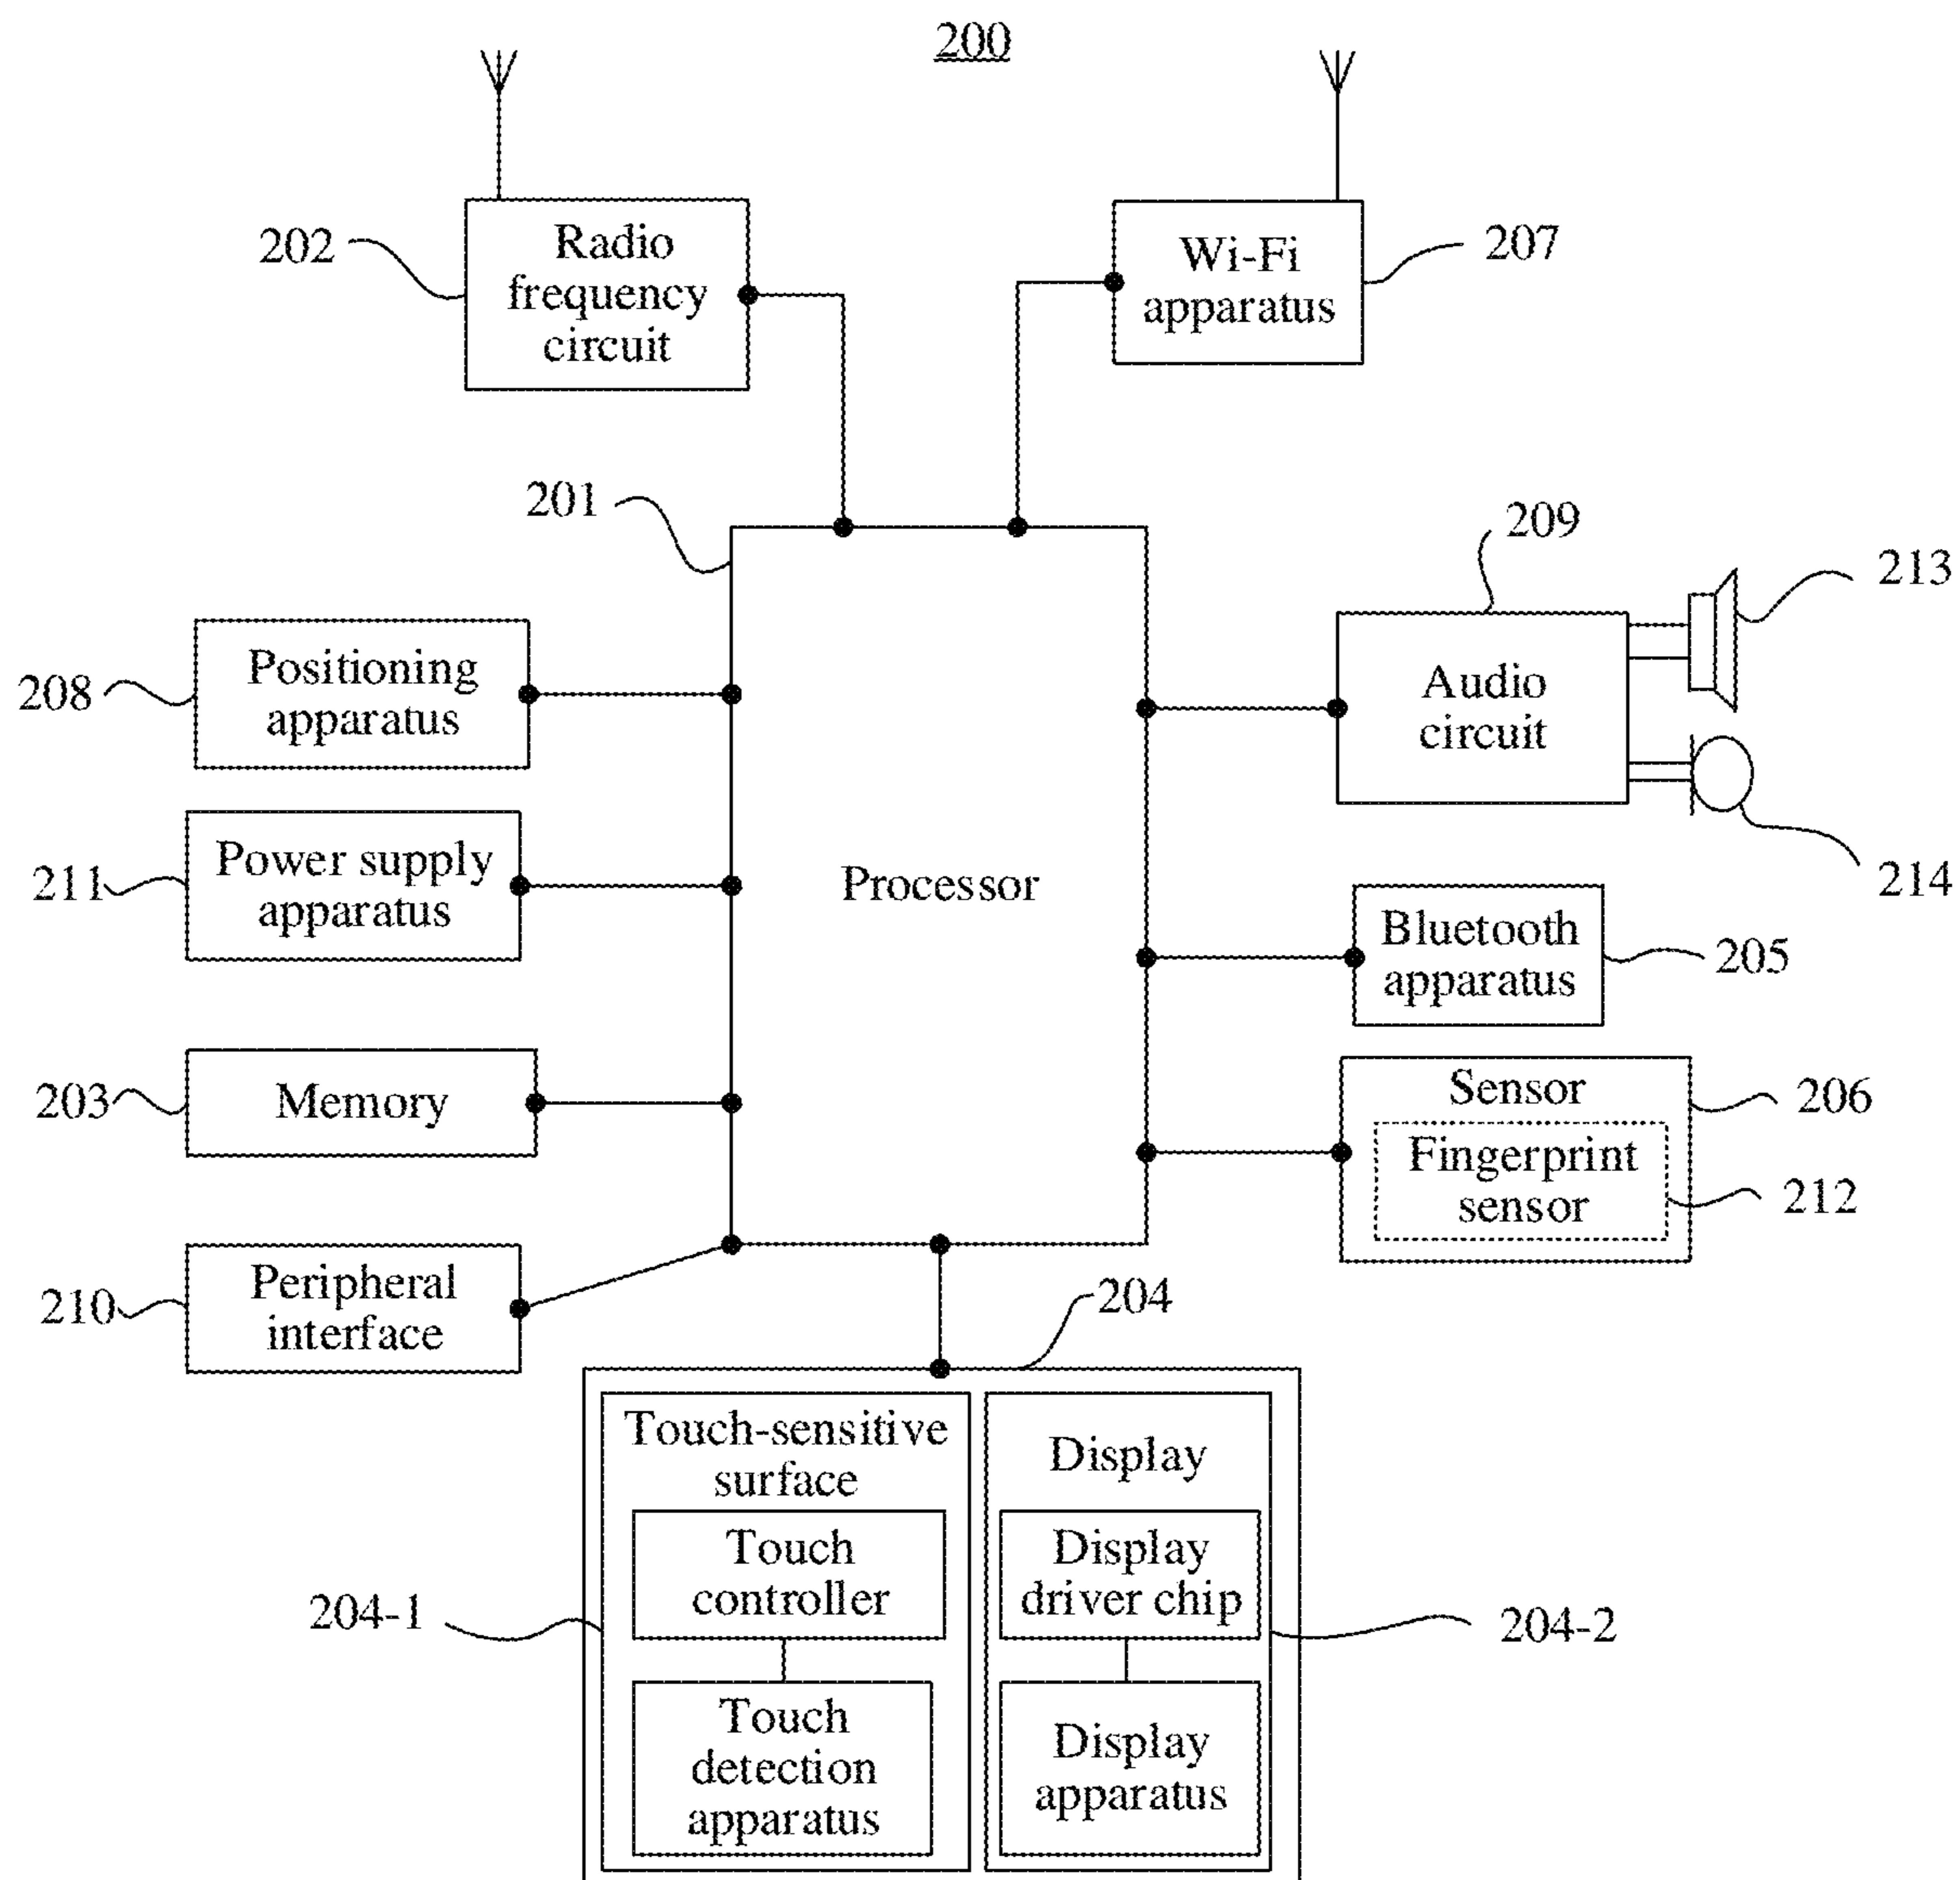 200
202
Radio
frequency
circuit
Wi-Fi
apparatus
207
201
209
213
208
Positioning
apparatus
Audio
circuit
211
Power supply
apparatus
Processor
214
Bluetooth
apparatus
205
203
Memory
Sensor
206
Fingerprint
sensor
212
210
Peripheral
interface
204
Touch-sensitive
surface
Display
Touch
controller
Display
driver chip
204-1
204-2
Touch
detection
apparatus
Display
apparatus